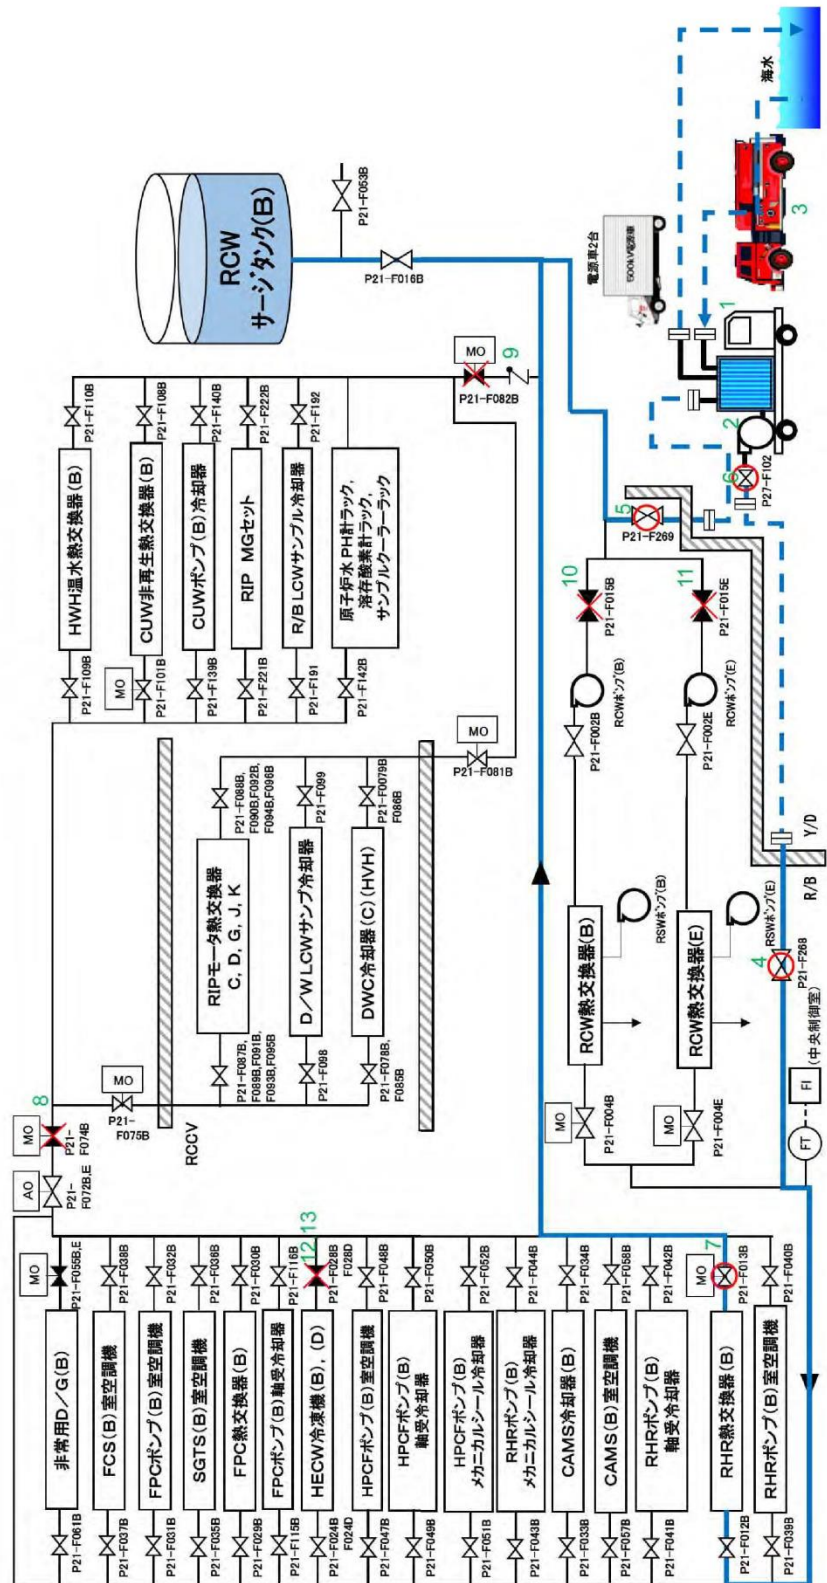 海水
3
電源車2台
500kV電源車
1
2
6
P27-F102
RCW
サージタンク(B)
P21-F053B
P21-F016B
MO
P21-F082B
9
HWH温水熱交換器(B)
P21-F109B
P21-F110B
CUW非再生熱交換器(B)
MO
P21-F101B
P21-F108B
CUWポンプ(B)冷却器
P21-F139B
P21-F140B
RIP MGセット
P21-F221B
P21-F222B
R/B LCWサンプル冷却器
P21-F191
P21-F192
原子炉水 PH計ラック,
溶存酸素計ラック,
サンプルクーラーラック
P21-F142B
MO
P21-F081B
RIPモータ熱交換器
C, D, G, J, K
P21-F088B,
F090B,F092B,
F094B,F096B
P21-F087B,
F089B,F091B,
F093B,F095B
D/W LCWサンプ冷却器
P21-F098
P21-F099
DWC冷却器(C)(HVH)
P21-F078B,
F085B
P21-F0079B
F086B
RCCV
MO
P21-
F075B
8
MO
P21-
F074B
AO
P21-
F072B,E
5
P21-F269
10
P21-F015B
11
P21-F015E
RCWポンプ(B)
RCWポンプ(E)
P21-F002B
P21-F002E
RCW熱交換器(B)
RCW熱交換器(E)
RSWポンプ(B)
RSWポンプ(E)
MO
P21-F004B
MO
P21-F004E
Y/D
R/B
4
P21-F268
(中央制御室)
FI
FT
非常用D/G(B)
P21-F061B
MO
P21-F055B,E
FCS(B)室空調機
P21-F037B
P21-F038B
FPCポンプ(B)室空調機
P21-F031B
P21-F032B
SGTS(B)室空調機
P21-F035B
P21-F036B
FPC熱交換器(B)
P21-F029B
P21-F030B
FPCポンプ(B)軸受冷却器
P21-F115B
P21-F116B
HECW冷凍機(B), (D)
P21-F024B
F024D
12 13
P21-F028B
F028D
HPCFポンプ(B)室空調機
P21-F047B
P21-F048B
HPCFポンプ(B)
軸受冷却器
P21-F049B
P21-F050B
HPCFポンプ(B)
メカニカルシール冷却器
P21-F051B
P21-F052B
RHRポンプ(B)
メカニカルシール冷却器
P21-F043B
P21-F044B
CAMS冷却器(B)
P21-F033B
P21-F034B
CAMS(B)室空調機
P21-F057B
P21-F058B
RHRポンプ(B)
軸受冷却器
P21-F041B
P21-F042B
RHR熱交換器(B)
P21-F012B
7
MO
P21-F013B
RHRポンプ(B)室空調機
P21-F039B
P21-F040B